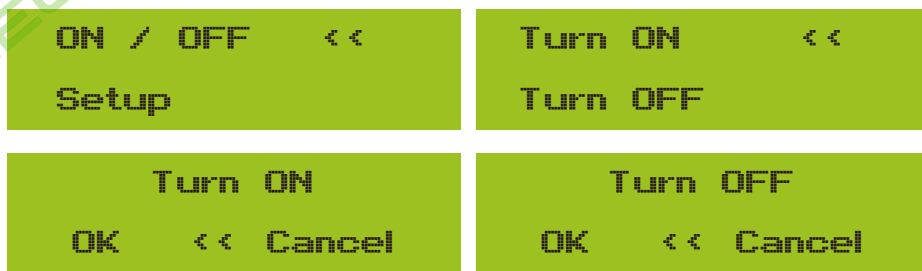 ON / OFF <<
Setup
Turn ON <<
Turn OFF
Turn ON
OK << Cancel
Turn OFF
OK << Cancel